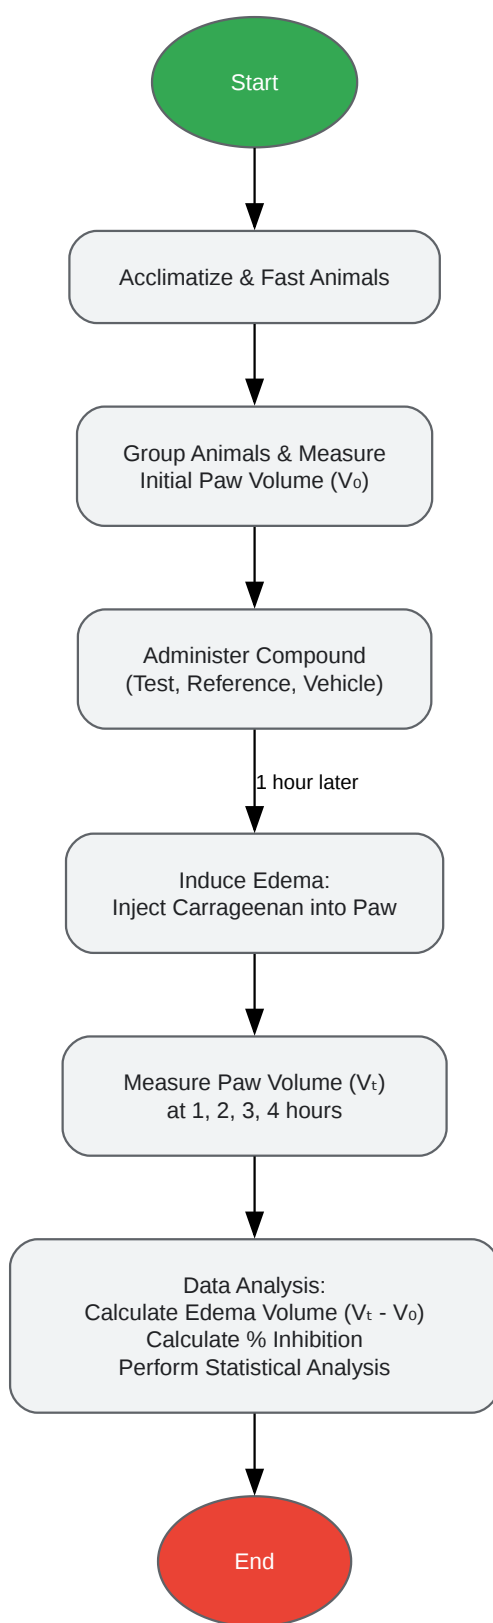 Start
Acclimatize & Fast Animals
Group Animals & Measure
Initial Paw Volume (V₀)
Administer Compound
(Test, Reference, Vehicle)
1 hour later
Induce Edema:
Inject Carrageenan into Paw
Measure Paw Volume (Vₜ)
at 1, 2, 3, 4 hours
Data Analysis:
Calculate Edema Volume (Vₜ - V₀)
Calculate % Inhibition
Perform Statistical Analysis
End